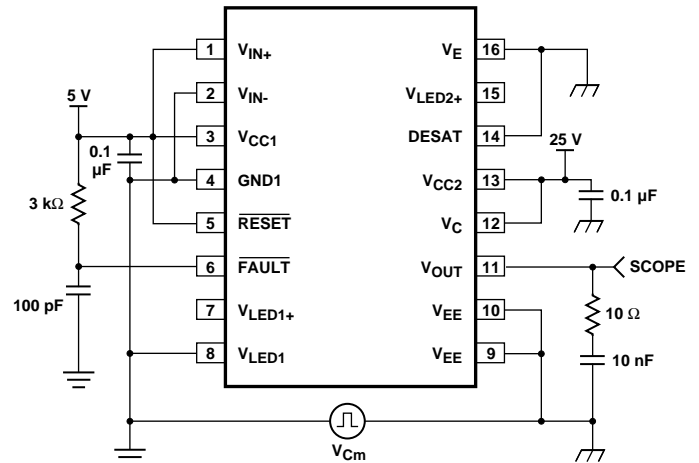 1 V_IN+
2 V_IN-
3 V_CC1
4 GND1
5 RESET
6 FAULT
7 V_LED1+
8 V_LED1
V_E 16
V_LED2+ 15
DESAT 14
V_CC2 13
V_C 12
V_OUT 11
V_EE 10
V_EE 9
5 V
0.1
µF
3 kΩ
100 pF
25 V
0.1 µF
SCOPE
10 Ω
10 nF
V_Cm